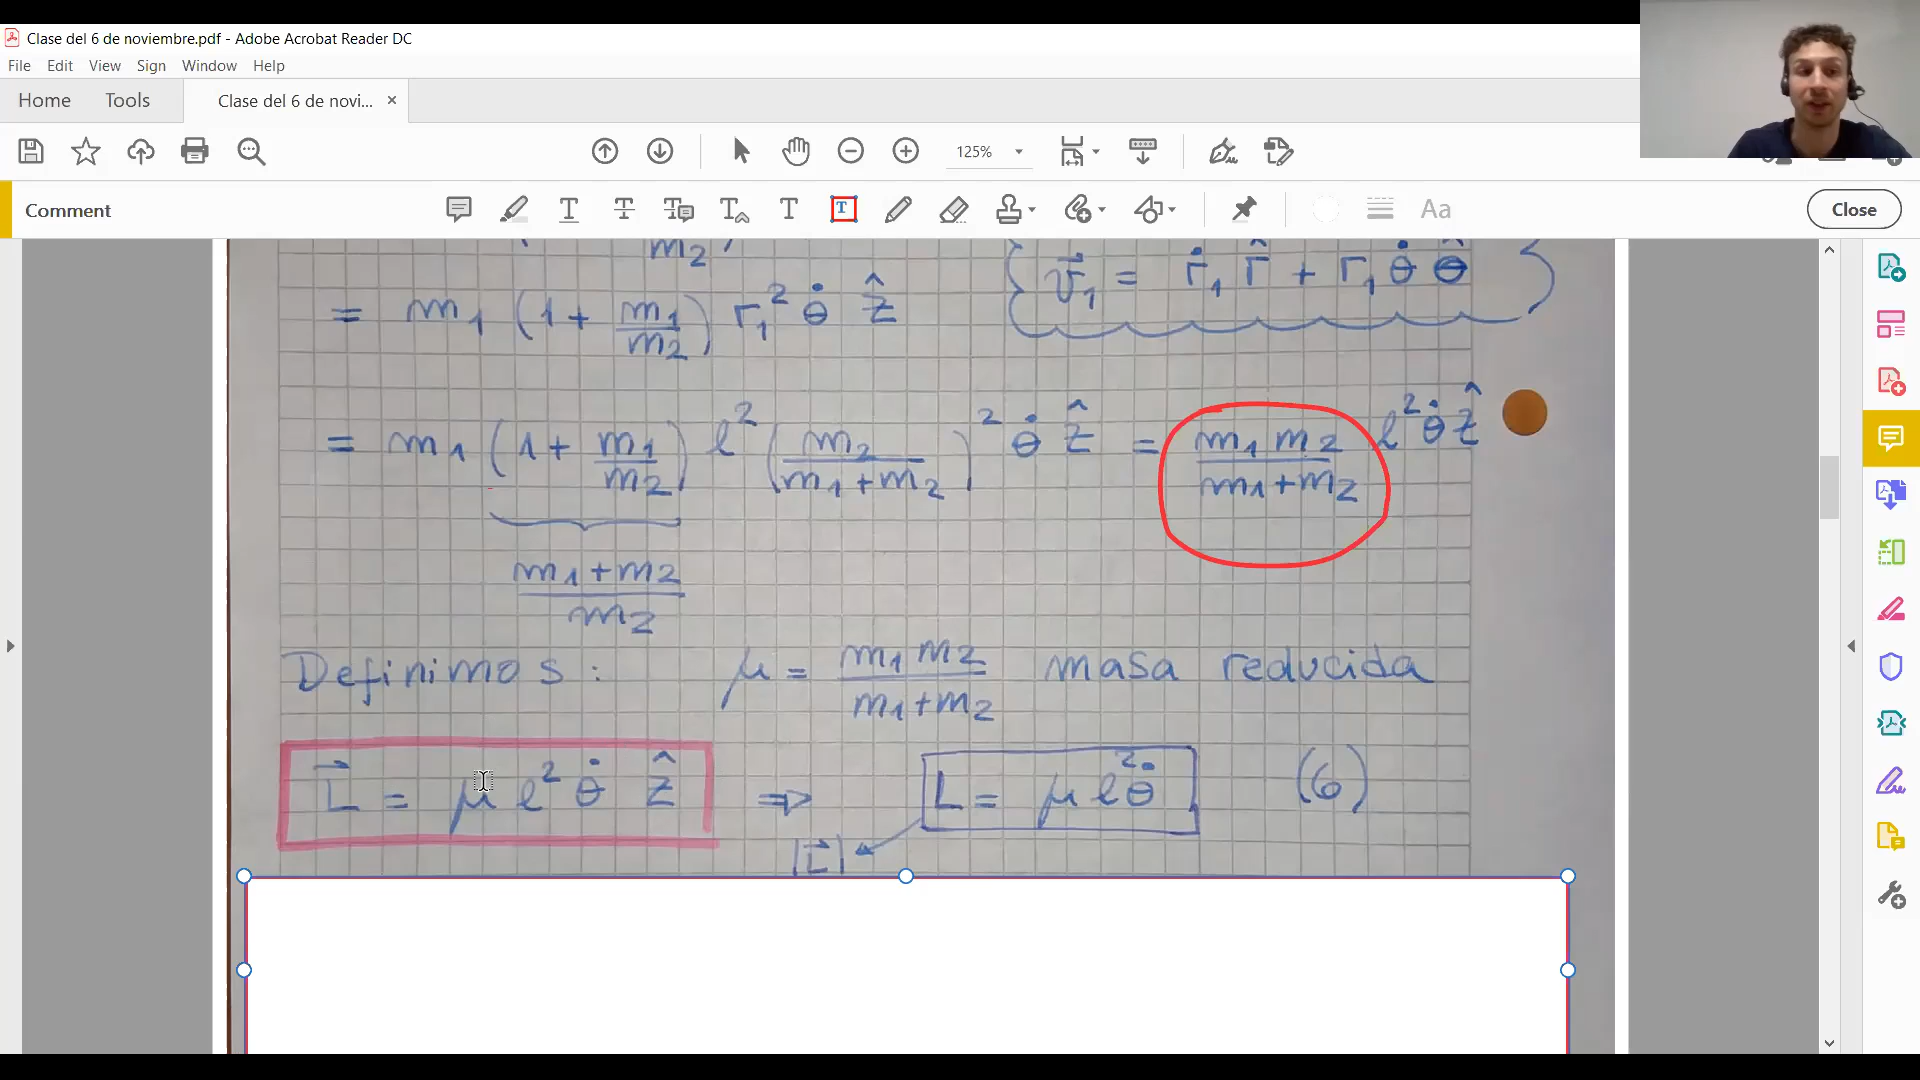 Clase del 6 de noviembre.pdf - Adobe Acrobat Reader DC
File Edit View Sign Window Help
Home Tools Clase del 6 de novi... ×
125%
Comment
T T T Aa Close
m₂
v⃗₁ = ṙ₁ r̂ + r₁ θ̇ θ̂
= m₁ (1 + m₁/m₂) r₁² θ̇ ẑ
= m₁ (1 + m₁/m₂) l² (m₂/(m₁+m₂))² θ̇ ẑ = (m₁ m₂)/(m₁+m₂) l² θ̇ ẑ
(m₁+m₂)/m₂
Definimos: μ = (m₁ m₂)/(m₁+m₂) masa reducida
L⃗ = μ l² θ̇ ẑ ⇒ L = μ l² θ̇ (6)
|L⃗|